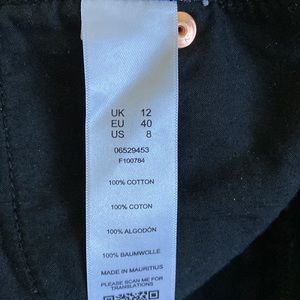 UK 12
EU 40
US 8
06529453
F100784
100% COTTON
100% COTON
100% ALGODÓN
100% BAUMWOLLE
MADE IN MAURITIUS
PLEASE SCAN ME FOR
TRANSLATIONS